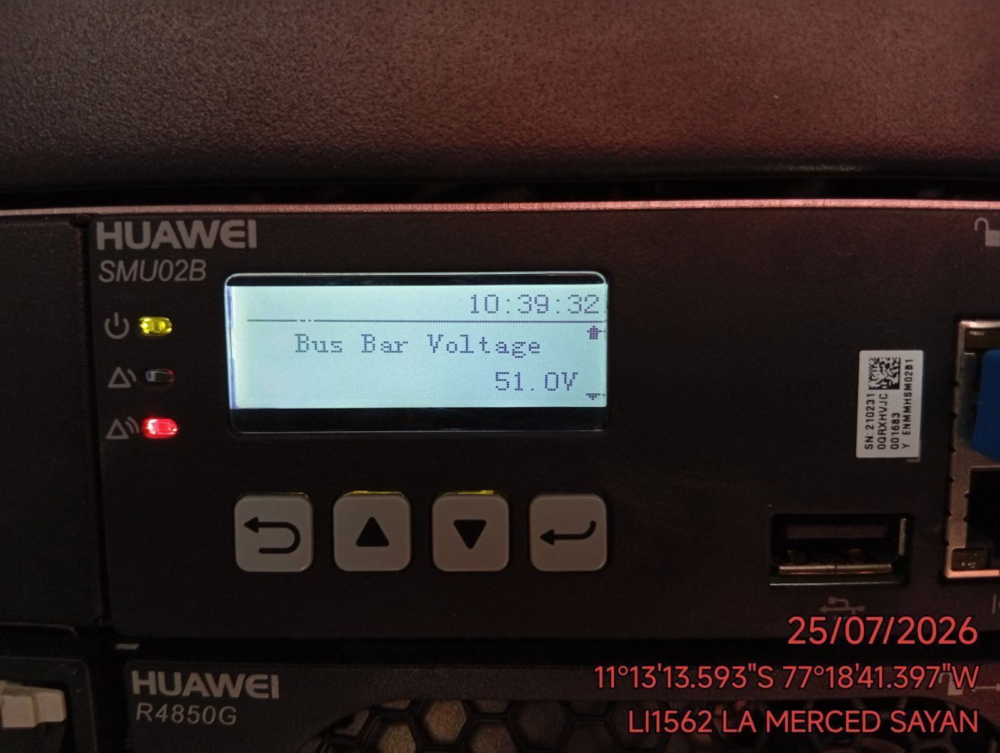 HUAWEI
SMU02B
10:39:32
Bus Bar Voltage
51.0V
SN:210231
0QRXHVJC
001683
Y ENMMHSM02B1
HUAWEI
R4850G
25/07/2026
11°13'13.593"S 77°18'41.397"W
LI1562 LA MERCED SAYAN